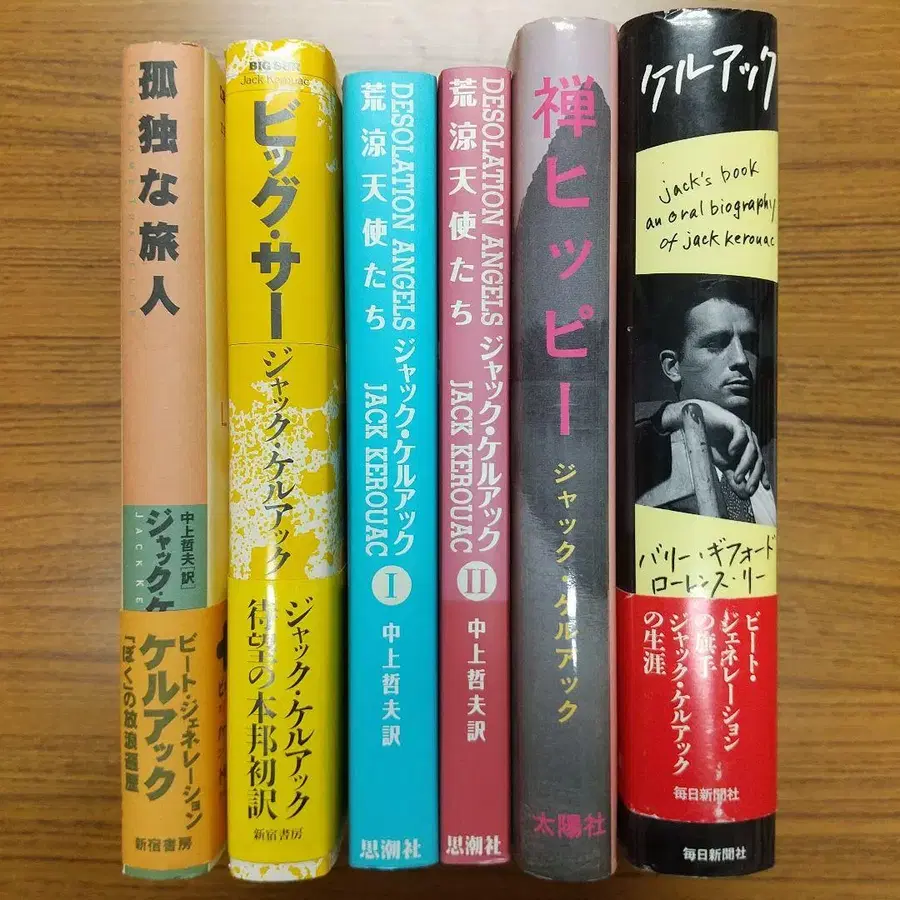 孤独な旅人
中上哲夫[訳]
ジャック・ケ
JACK KE
ビート・ジェネレーション
ケルアック
「ぼく」の放浪
新宿書房
BIG SUR
Jack Kerouac
ビッグ・サー
ジャック・ケルアック
ジャック・ケルアック
待望の本邦初訳
新宿書房
DESOLATION ANGELS
荒涼天使たち
ジャック・ケルアック
JACK KEROUAC
I
中上哲夫訳
思潮社
DESOLATION ANGELS
荒涼天使たち
ジャック・ケルアック
JACK KEROUAC
II
中上哲夫訳
思潮社
禅ヒッピー
ジャック・ケルアック
太陽社
ケルアック
jack's book
an oral biography
of jack kerouac
バリー・ギフォード
ローレンス・リー
ビート・
ジェネレーション
の旗手
ジャック・ケルアック
の生涯
毎日新聞社
毎日新聞社